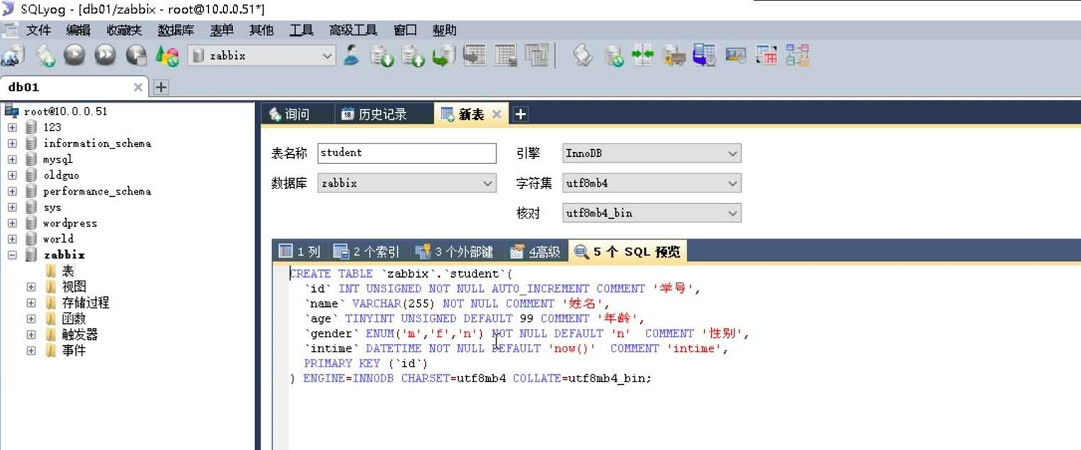 SQLyog - [db01/zabbix - root@10.0.0.51*]
文件 编辑 收藏夹 数据库 表单 其他 工具 高级工具 窗口 帮助
zabbix
db01
root@10.0.0.51
123
information_schema
mysql
oldguo
performance_schema
sys
wordpress
world
zabbix
表
视图
存储过程
函数
触发器
事件
询问 历史记录 新表
表名称 student 引擎 InnoDB
数据库 zabbix 字符集 utf8mb4
核对 utf8mb4_bin
1 列 2 个索引 3 个外部键 4高级 5 个 SQL 预览
CREATE TABLE `zabbix`.`student`(
`id` INT UNSIGNED NOT NULL AUTO_INCREMENT COMMENT '学号',
`name` VARCHAR(255) NOT NULL COMMENT '姓名',
`age` TINYINT UNSIGNED DEFAULT 99 COMMENT '年龄',
`gender` ENUM('m','f','n') NOT NULL DEFAULT 'n' COMMENT '性别',
`intime` DATETIME NOT NULL DEFAULT 'now()' COMMENT 'intime',
PRIMARY KEY (`id`)
) ENGINE=INNODB CHARSET=utf8mb4 COLLATE=utf8mb4_bin;